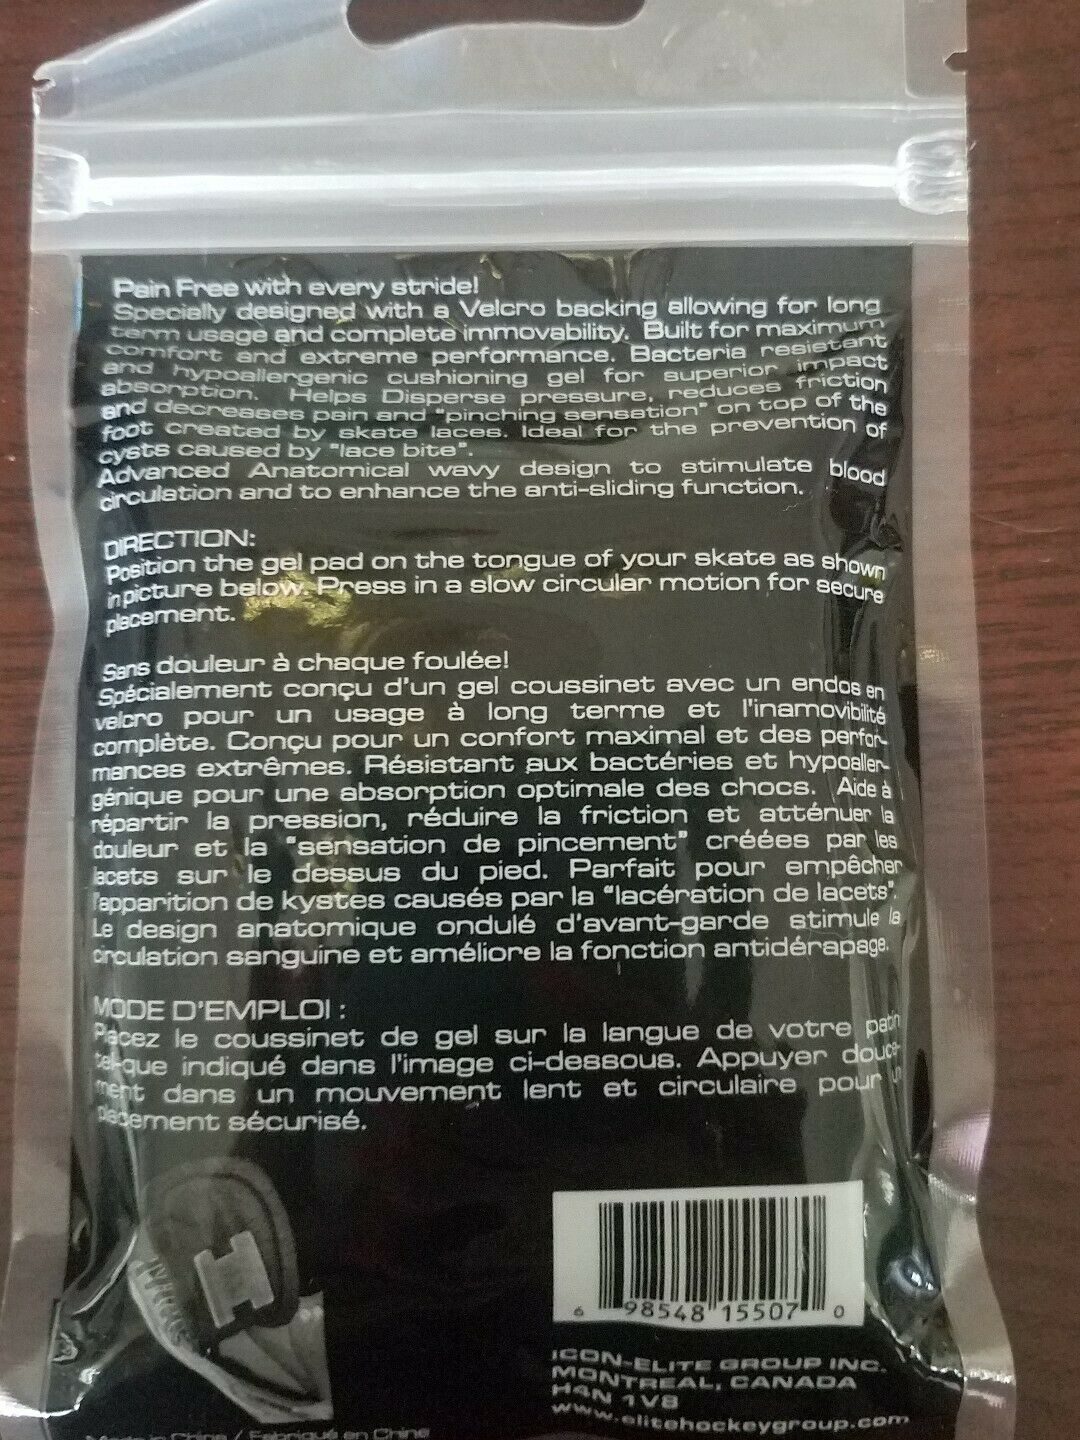 Pain Free with every stride!
Specially designed with a Velcro backing allowing for long
term usage and complete immovability. Built for maximum
comfort and extreme performance. Bacteria resistant
and hypoallergenic cushioning gel for superior impact
absorption. Helps Disperse pressure, reduces friction
and decreases pain and "pinching sensation" on top of the
foot created by skate laces. Ideal for the prevention of
cysts caused by "lace bite".
Advanced Anatomical wavy design to stimulate blood
circulation and to enhance the anti-sliding function.
DIRECTION:
Position the gel pad on the tongue of your skate as shown
in picture below. Press in a slow circular motion for secure
placement.
Sans douleur à chaque foulée!
Spécialement conçu d'un gel coussinet avec un endos en
velcro pour un usage à long terme et l'inamovibilité
complète. Conçu pour un confort maximal et des perfor-
mances extrêmes. Résistant aux bactéries et hypoaller-
génique pour une absorption optimale des chocs. Aide à
répartir la pression, réduire la friction et atténuer la
douleur et la "sensation de pincement" créées par les
lacets sur le dessus du pied. Parfait pour empêcher
l'apparition de kystes causés par la "lacération de lacets".
Le design anatomique ondulé d'avant-garde stimule la
circulation sanguine et améliore la fonction antidérapage.
MODE D'EMPLOI :
Placez le coussinet de gel sur la langue de votre patin
tel-que indiqué dans l'image ci-dessous. Appuyer douce-
ment dans un mouvement lent et circulaire pour un
placement sécurisé.
6 98548 15507 0
ICON-ELITE GROUP INC.
MONTREAL, CANADA
H4N 1V8
www.elitehockeygroup.com
Made in China / Fabriqué en Chine